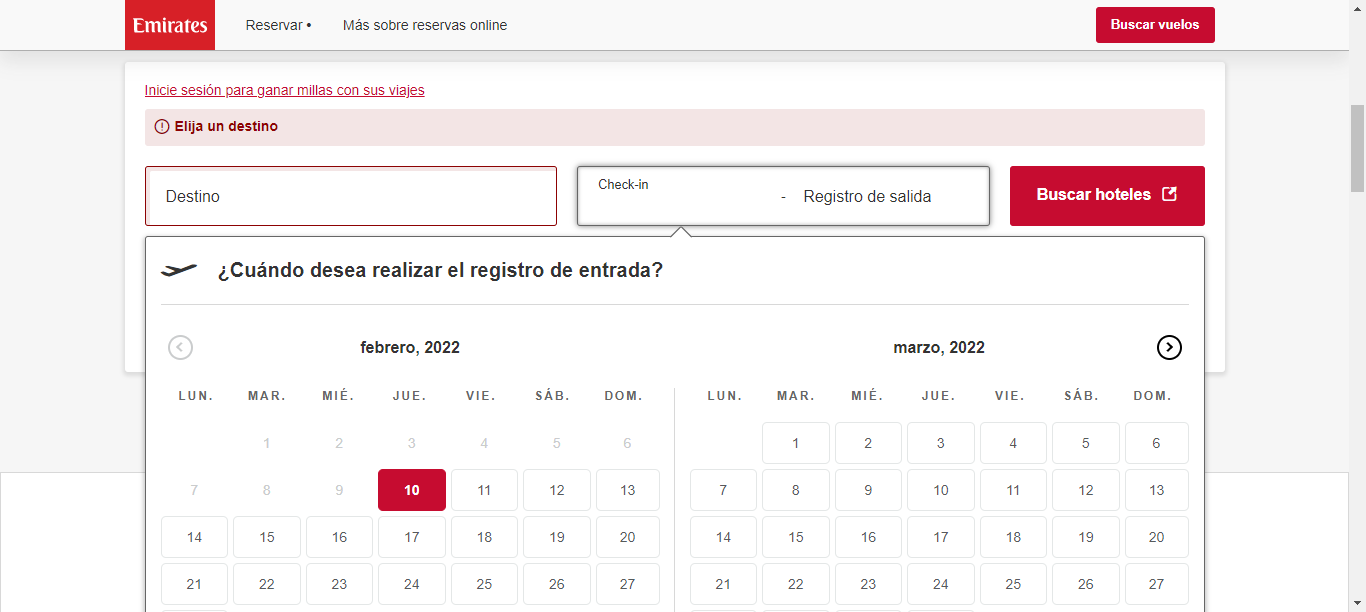 Emirates Reservar • Más sobre reservas online Buscar vuelos
Inicie sesión para ganar millas con sus viajes
Elija un destino
Destino
Check-in
- Registro de salida
Buscar hoteles
¿Cuándo desea realizar el registro de entrada?
febrero, 2022
LUN. MAR. MIÉ. JUE. VIE. SÁB. DOM.
1 2 3 4 5 6
7 8 9 10 11 12 13
14 15 16 17 18 19 20
21 22 23 24 25 26 27
marzo, 2022
LUN. MAR. MIÉ. JUE. VIE. SÁB. DOM.
1 2 3 4 5 6
7 8 9 10 11 12 13
14 15 16 17 18 19 20
21 22 23 24 25 26 27